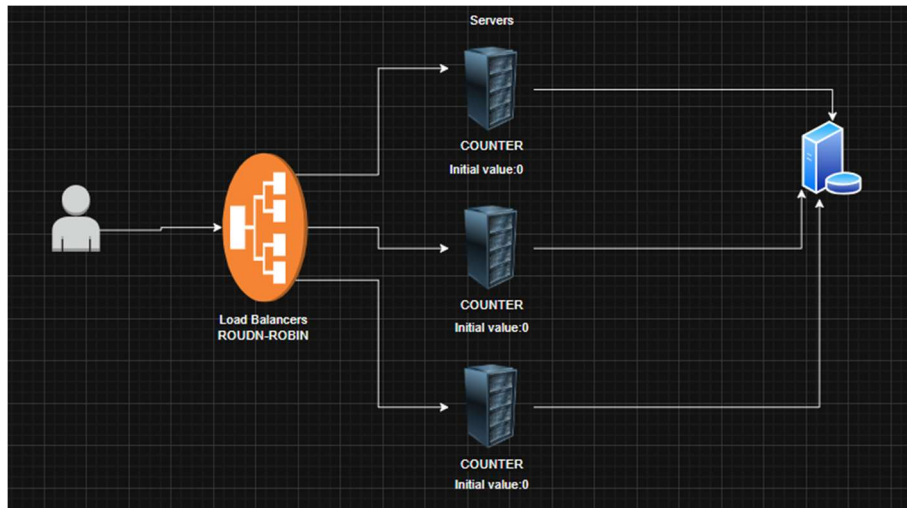 Servers
COUNTER
Initial value:0
Load Balancers
ROUDN-ROBIN
COUNTER
Initial value:0
COUNTER
Initial value:0